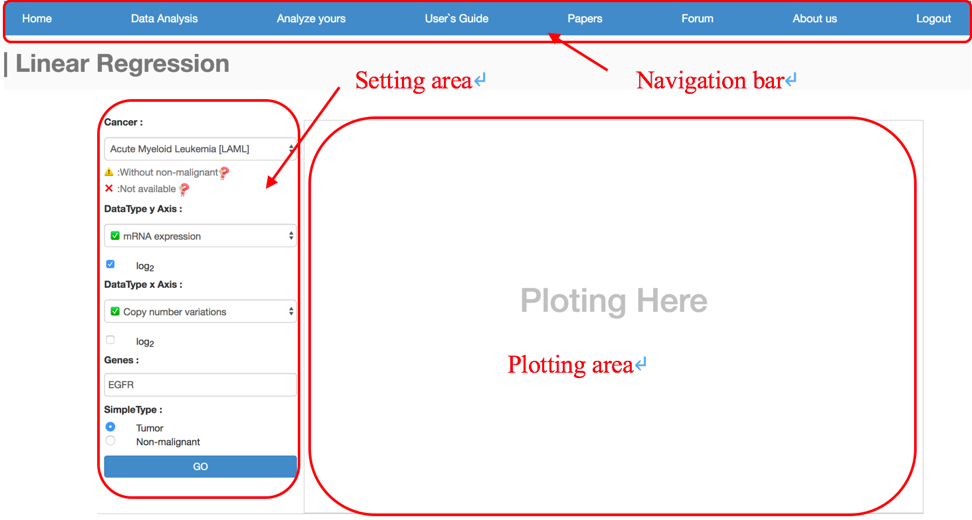 Home Data Analysis Analyze yours User`s Guide Papers Forum About us Logout
Linear Regression
Setting area↵
Navigation bar↵
Cancer :
Acute Myeloid Leukemia [LAML]
:Without non-malignant
:Not available
DataType y Axis :
mRNA expression
log₂
DataType x Axis :
Copy number variations
log₂
Genes :
EGFR
SimpleType :
Tumor
Non-malignant
GO
Ploting Here
Plotting area↵